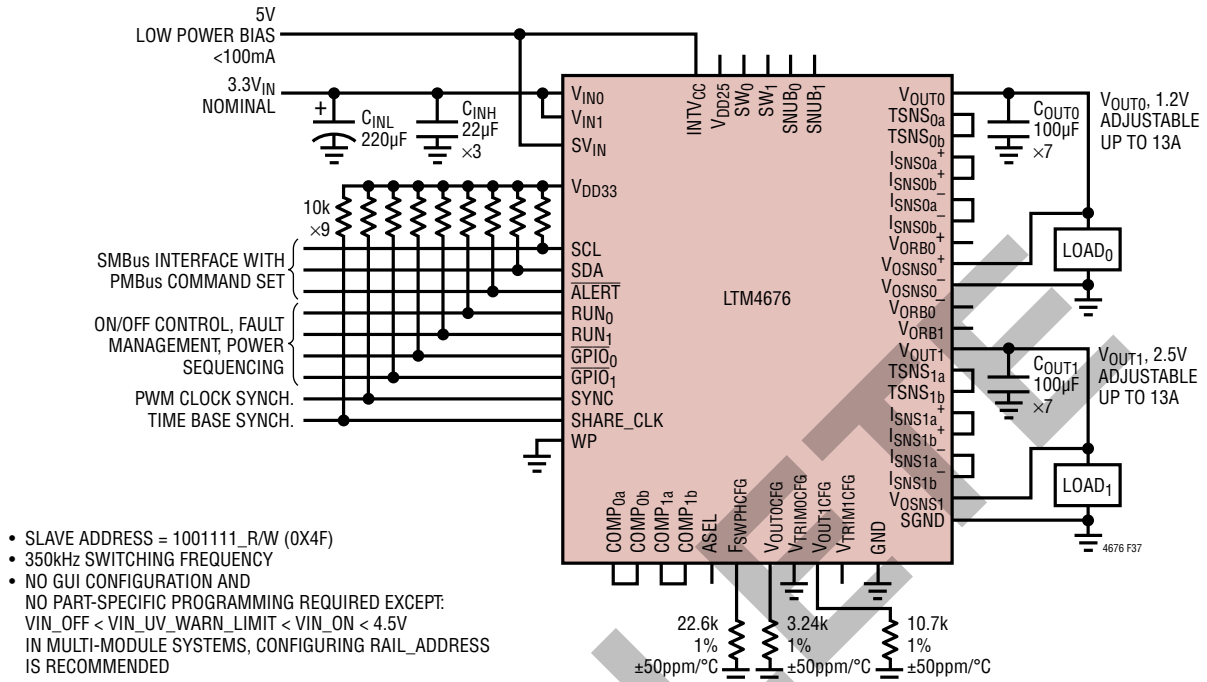 5V
LOW POWER BIAS
<100mA
3.3VIN
NOMINAL
+
CINL
220µF
CINH
22µF
×3
10k
×9
SMBus INTERFACE WITH
PMBus COMMAND SET
ON/OFF CONTROL, FAULT
MANAGEMENT, POWER
SEQUENCING
PWM CLOCK SYNCH.
TIME BASE SYNCH.
INTVCC
VDD25
SW0
SW1
SNUB0
SNUB1
VIN0
VIN1
SVIN
VDD33
SCL
SDA
ALERT
RUN0
RUN1
GPIO0
GPIO1
SYNC
SHARE_CLK
WP
LTM4676
VOUT0
TSNS0a
TSNS0b
ISNS0a+
ISNS0b+
ISNS0a–
ISNS0b–
VORB0+
VOSNS0+
VOSNS0–
VORB0–
VORB1
VOUT1
TSNS1a
TSNS1b
ISNS1a+
ISNS1b+
ISNS1a–
ISNS1b–
VOSNS1
SGND
COMP0a
COMP0b
COMP1a
COMP1b
ASEL
FSWPHCFG
VOUT0CFG
VTRIM0CFG
VOUT1CFG
VTRIM1CFG
GND
COUT0
100µF
×7
VOUT0, 1.2V
ADJUSTABLE
UP TO 13A
LOAD0
COUT1
100µF
×7
VOUT1, 2.5V
ADJUSTABLE
UP TO 13A
LOAD1
4676 F37
22.6k
1%
±50ppm/°C
3.24k
1%
±50ppm/°C
10.7k
1%
±50ppm/°C
• SLAVE ADDRESS = 1001111_R/W (0X4F)
• 350kHz SWITCHING FREQUENCY
• NO GUI CONFIGURATION AND
NO PART-SPECIFIC PROGRAMMING REQUIRED EXCEPT:
VIN_OFF < VIN_UV_WARN_LIMIT < VIN_ON < 4.5V
IN MULTI-MODULE SYSTEMS, CONFIGURING RAIL_ADDRESS
IS RECOMMENDED